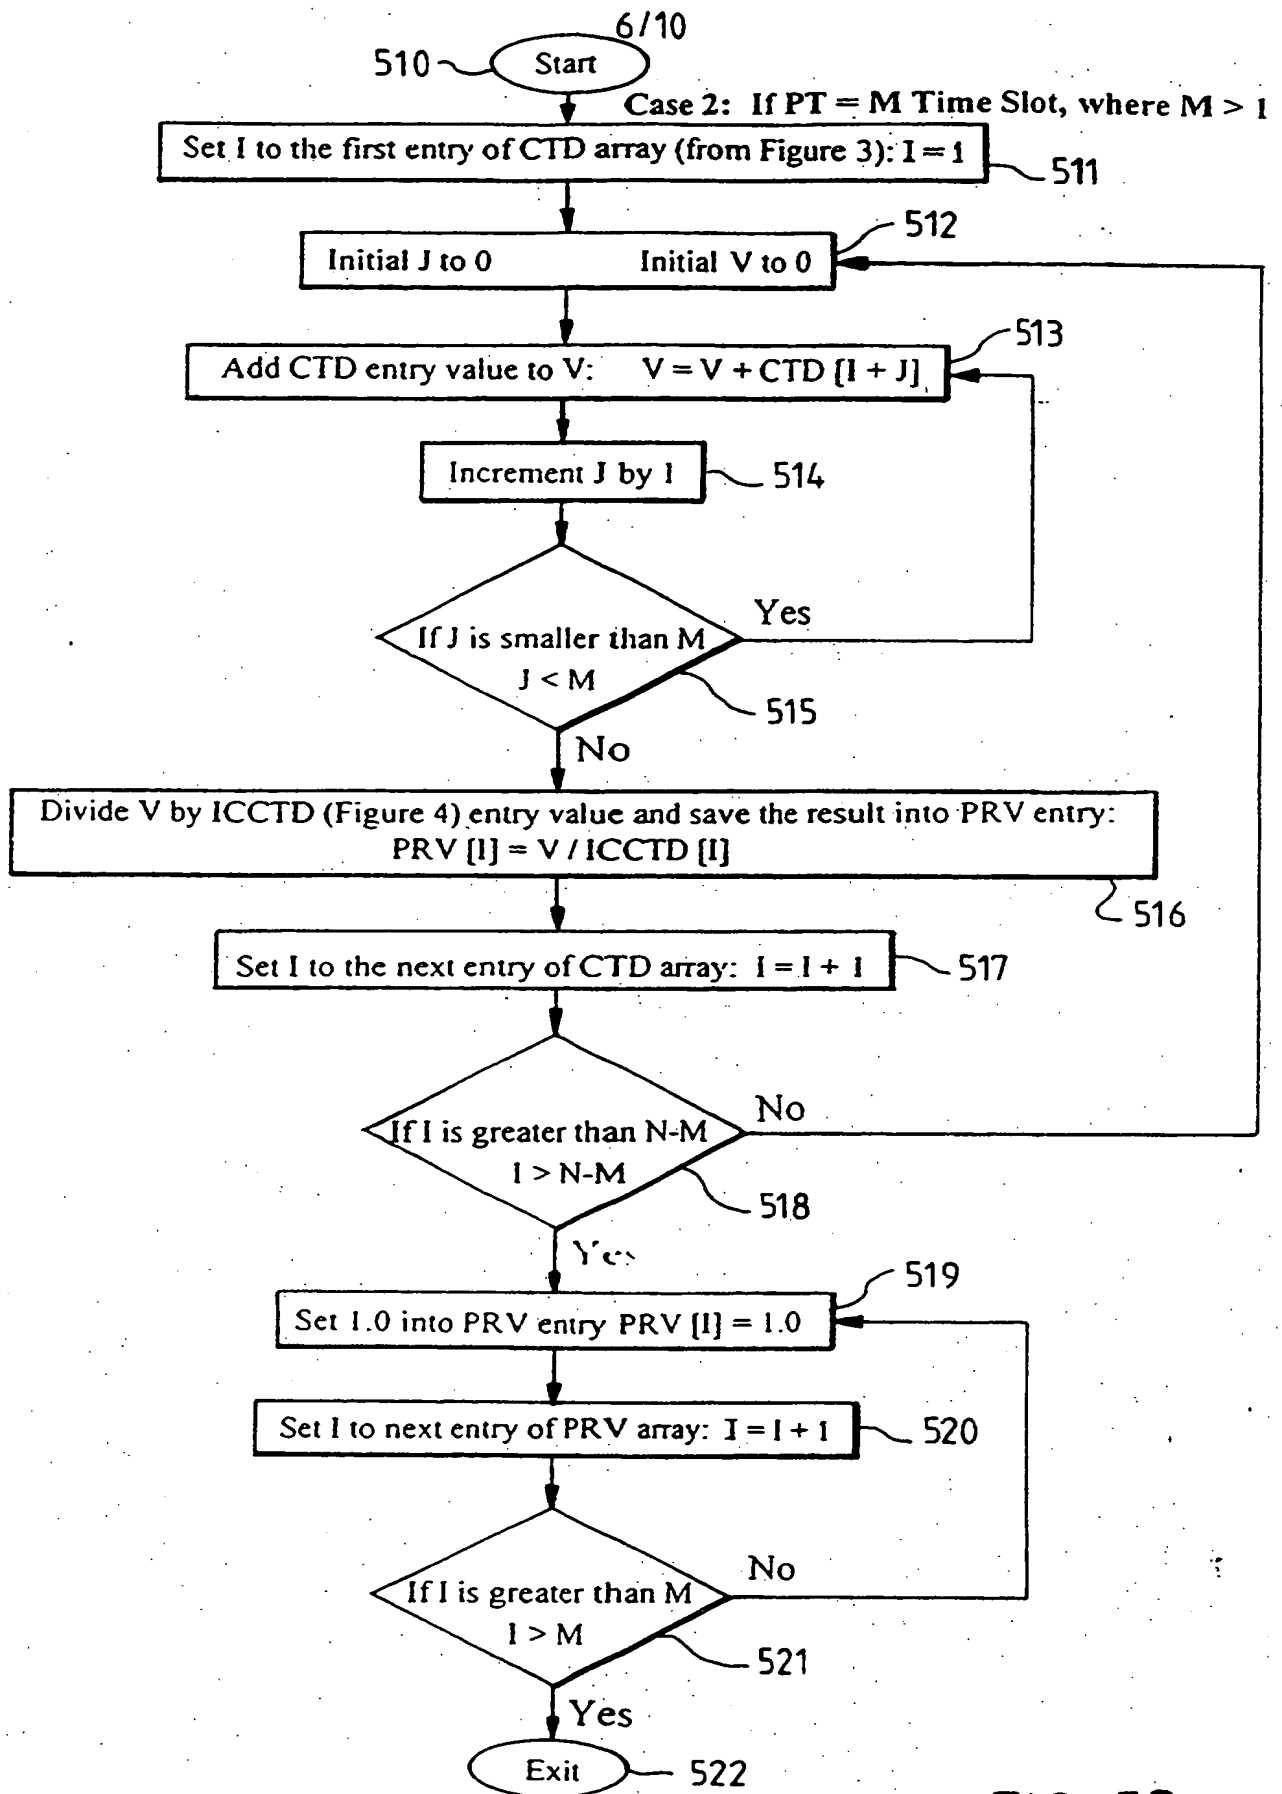 6/10
510
Start
Case 2: If PT = M Time Slot, where M > 1
Set I to the first entry of CTD array (from Figure 3): I = 1
511
512
Initial J to 0 Initial V to 0
513
Add CTD entry value to V: V = V + CTD [I + J]
Increment J by 1
514
Yes
If J is smaller than M
J < M
515
No
Divide V by ICCTD (Figure 4) entry value and save the result into PRV entry:
PRV [I] = V / ICCTD [I]
516
Set I to the next entry of CTD array: I = I + 1
517
No
If I is greater than N-M
I > N-M
518
Yes
519
Set 1.0 into PRV entry PRV [I] = 1.0
Set I to next entry of PRV array: I = I + 1
520
No
If I is greater than M
I > M
521
Yes
Exit
522